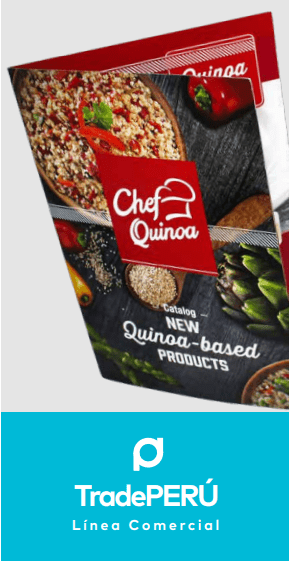 Quinoa
Chef
Quinoa
Catalog
NEW
Quinoa-based
PRODUCTS
TradePERÚ
Línea Comercial